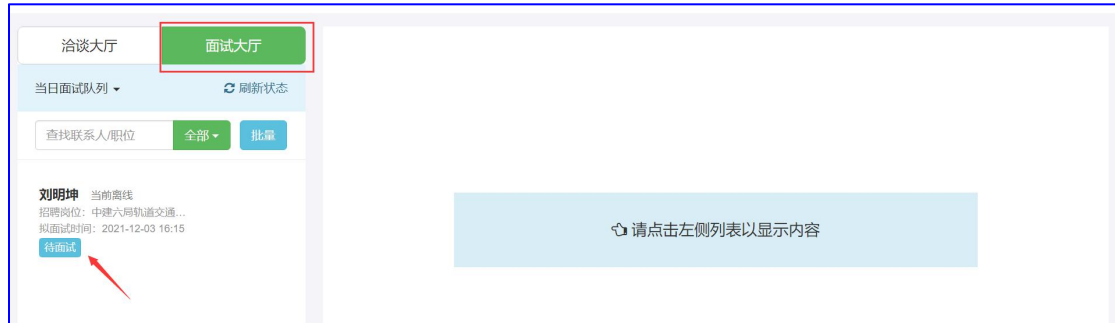 洽谈大厅 面试大厅
当日面试队列 刷新状态
查找联系人/职位 全部 批量
刘明坤 当前离线
招聘岗位：中建六局轨道交通...
拟面试时间：2021-12-03 16:15
待面试
请点击左侧列表以显示内容